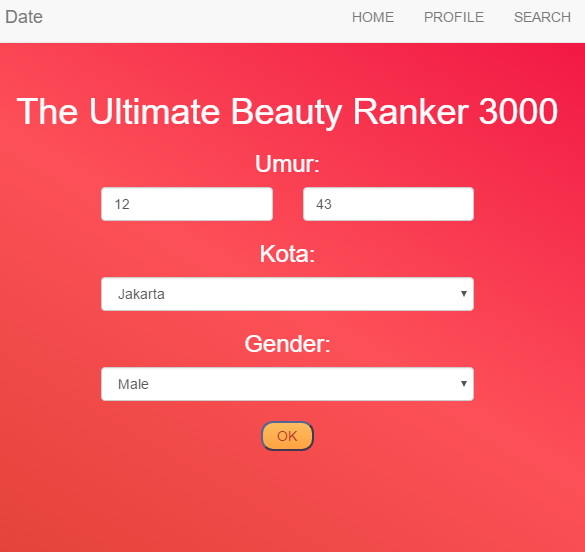 Date HOME PROFILE SEARCH
The Ultimate Beauty Ranker 3000
Umur:
12 43
Kota:
Jakarta
Gender:
Male
OK